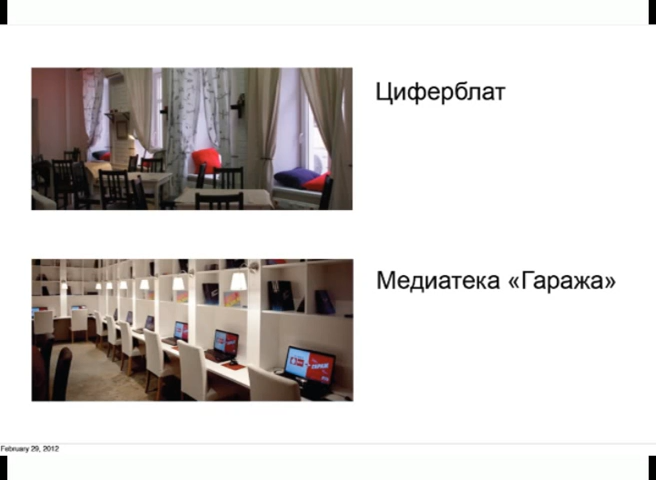 Циферблат
Медиатека «Гаража»
February 29, 2012